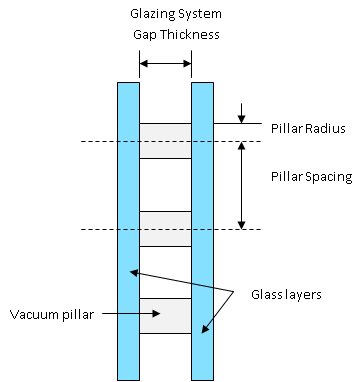 Glazing System
Gap Thickness
Pillar Radius
Pillar Spacing
Glass layers
Vacuum pillar